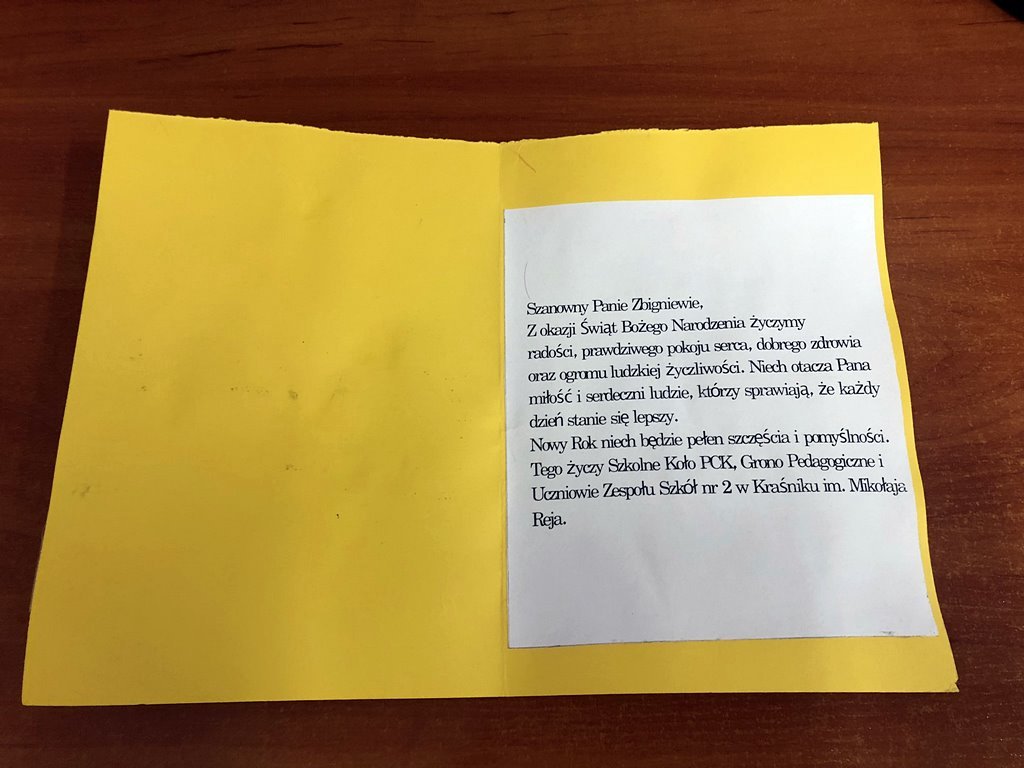 Szanowny Panie Zbigniewie,
Z okazji Świąt Bożego Narodzenia życzymy
radości, prawdziwego pokoju serca, dobrego zdrowia
oraz ogromu ludzkiej życzliwości. Niech otacza Pana
miłość i serdeczni ludzie, którzy sprawiają, że każdy
dzień stanie się lepszy.
Nowy Rok niech będzie pełen szczęścia i pomyślności.
Tego życzy Szkolne Koło PCK, Grono Pedagogiczne i
Uczniowie Zespołu Szkół nr 2 w Kraśniku im. Mikołaja
Reja.